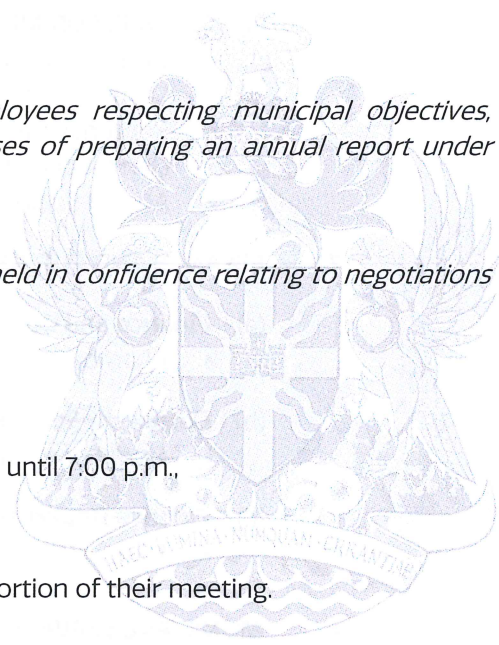 loyees respecting municipal objectives,
ses of preparing an annual report under
held in confidence relating to negotiations
until 7:00 p.m.,
ortion of their meeting.